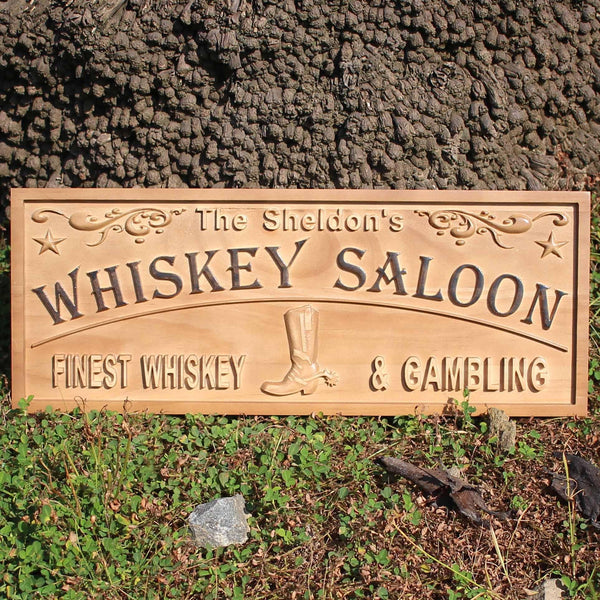 The Sheldon's
WHISKEY SALOON
FINEST WHISKEY & GAMBLING